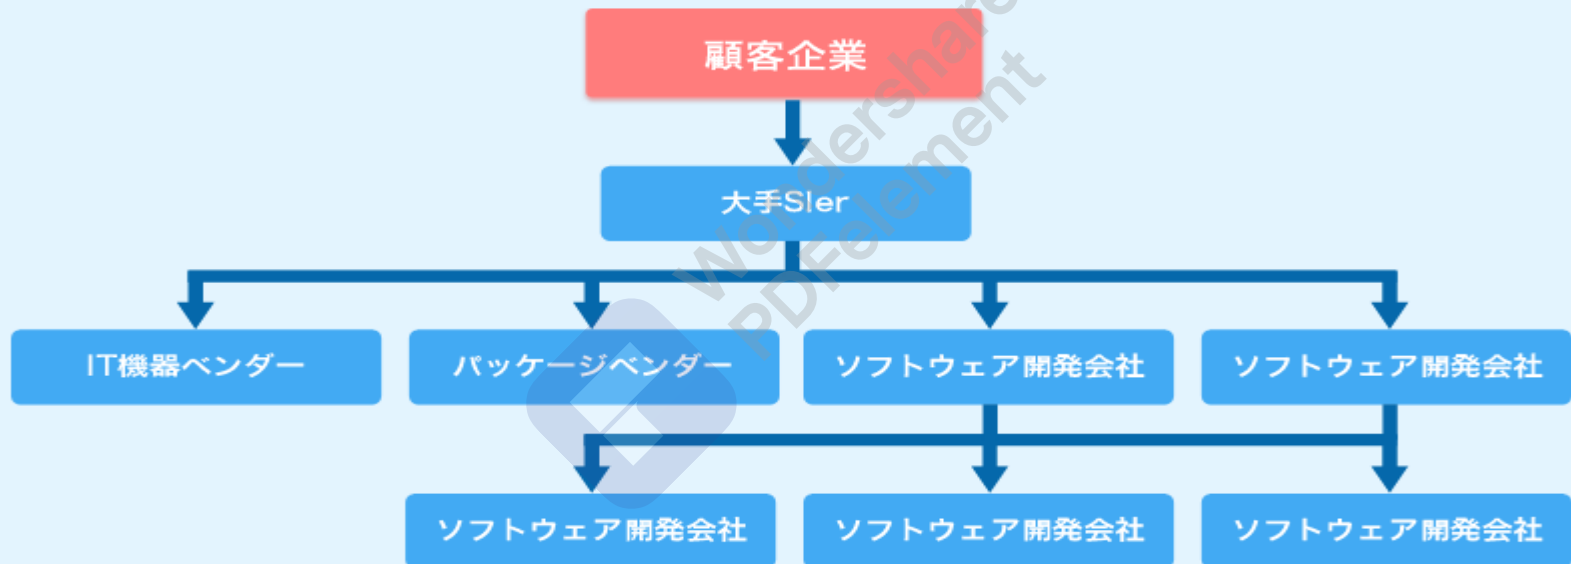 顧客企業
大手SIer
IT機器ベンダー
パッケージベンダー
ソフトウェア開発会社
ソフトウェア開発会社
ソフトウェア開発会社
ソフトウェア開発会社
ソフトウェア開発会社
Wondershare
PDFelement